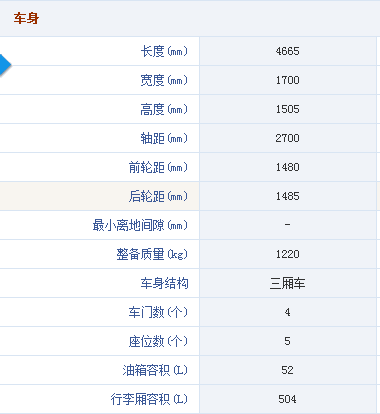 车身
长度(mm) 4665
宽度(mm) 1700
高度(mm) 1505
轴距(mm) 2700
前轮距(mm) 1480
后轮距(mm) 1485
最小离地间隙(mm) -
整备质量(kg) 1220
车身结构 三厢车
车门数(个) 4
座位数(个) 5
油箱容积(L) 52
行李厢容积(L) 504